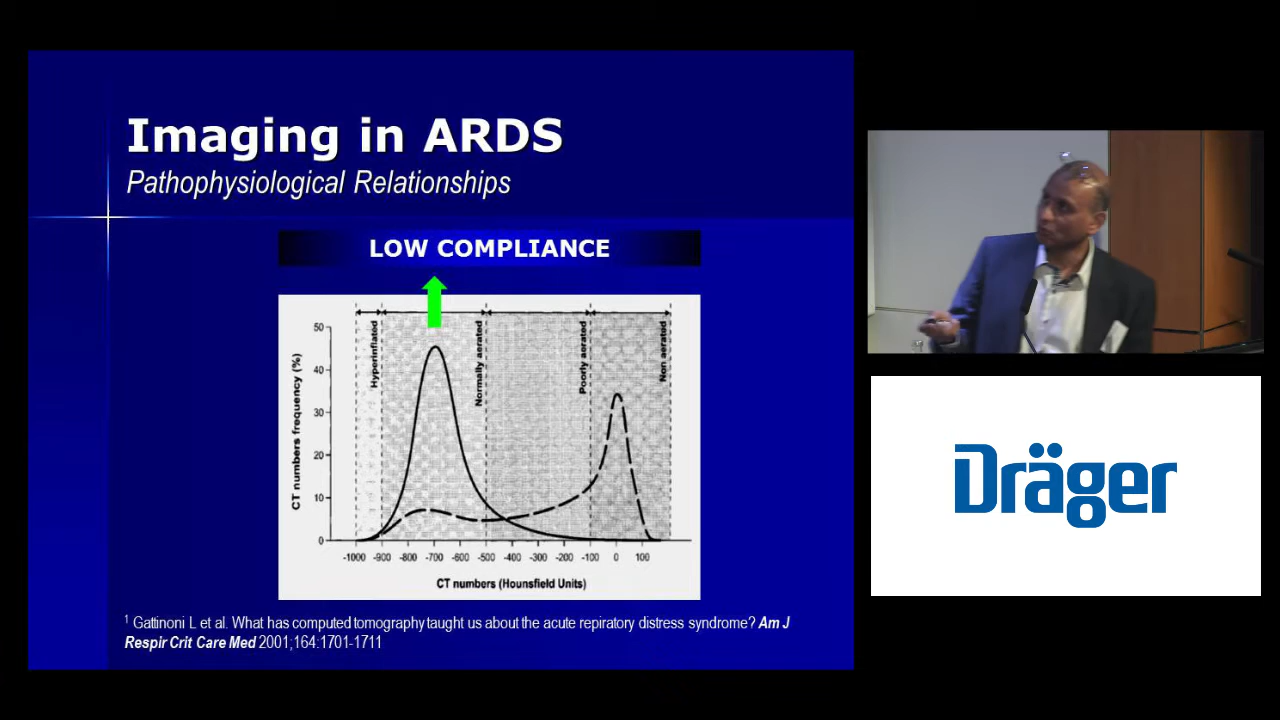 Imaging in ARDS
Pathophysiological Relationships
LOW COMPLIANCE
Hyperinflated
Normally aerated
Poorly aerated
Non aerated
50
40
30
20
10
0
CT numbers frequency (%)
-1000 -900 -800 -700 -600 -500 -400 -300 -200 -100 0 100
CT numbers (Hounsfield Units)
1 Gattinoni L et al. What has computed tomography taught us about the acute repiratory distress syndrome? Am J
Respir Crit Care Med 2001;164:1701-1711
Dräger